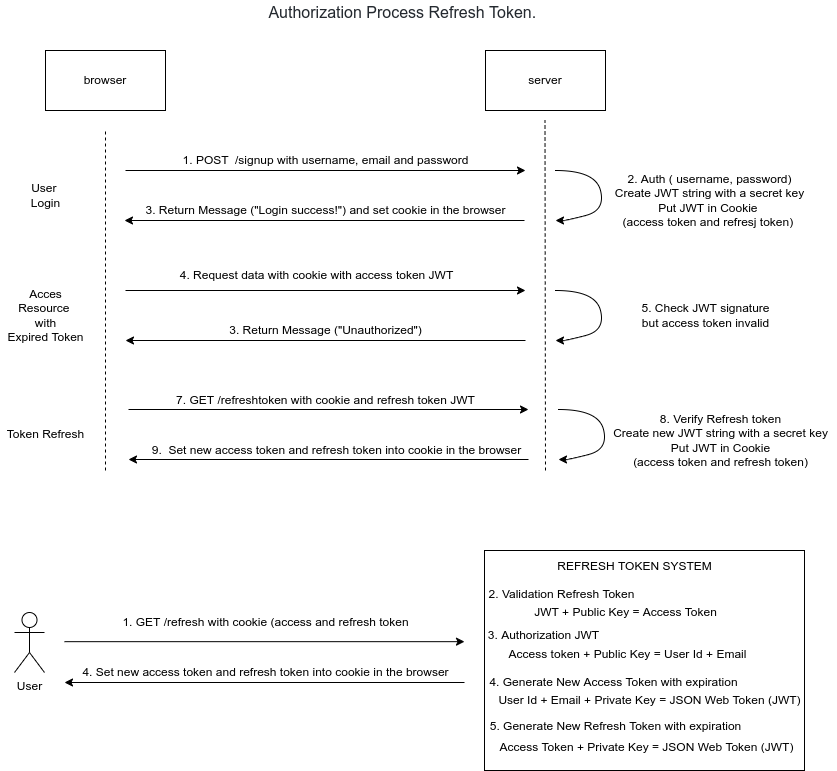 Authorization Process Refresh Token.
browser
server
User
Login
1. POST  /signup with username, email and password
2. Auth ( username, password)
Create JWT string with a secret key
Put JWT in Cookie
(access token and refresj token)
3. Return Message ("Login success!") and set cookie in the browser
Acces
Resource
with
Expired Token
4. Request data with cookie with access token JWT
5. Check JWT signature
but access token invalid
3. Return Message ("Unauthorized")
Token Refresh
7. GET /refreshtoken with cookie and refresh token JWT
8. Verify Refresh token
Create new JWT string with a secret key
Put JWT in Cookie
(access token and refresh token)
9.  Set new access token and refresh token into cookie in the browser
User
1. GET /refresh with cookie (access and refresh token
4. Set new access token and refresh token into cookie in the browser
REFRESH TOKEN SYSTEM
2. Validation Refresh Token
JWT + Public Key = Access Token
3. Authorization JWT
Access token + Public Key = User Id + Email
4. Generate New Access Token with expiration
User Id + Email + Private Key = JSON Web Token (JWT)
5. Generate New Refresh Token with expiration
Access Token + Private Key = JSON Web Token (JWT)